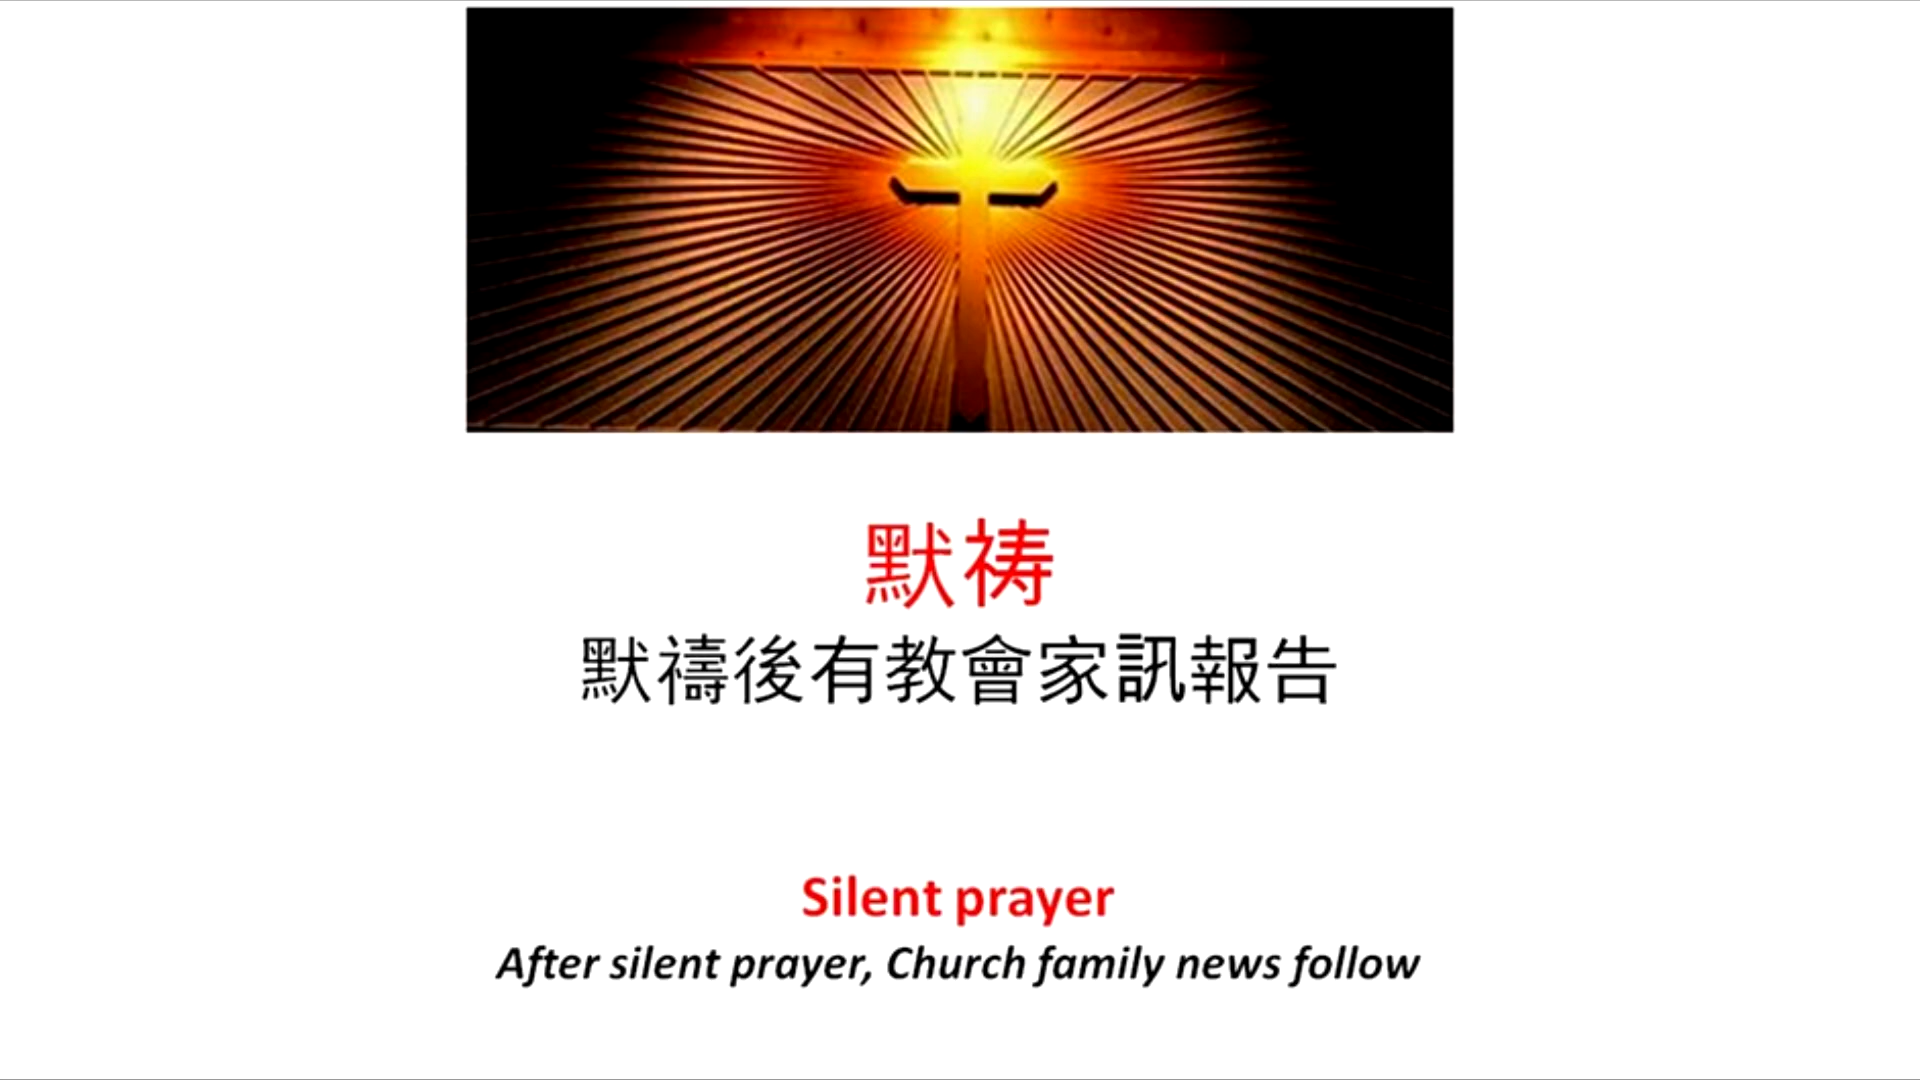 默祷
默禱後有教會家訊報告
Silent prayer
After silent prayer, Church family news follow